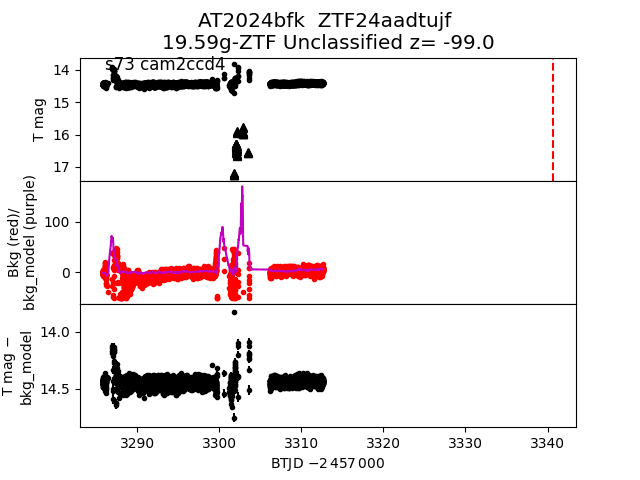 AT2024bfk  ZTF24aadtujf
19.59g-ZTF Unclassified z= -99.0
s73 cam2ccd4
14
15
16
17
T mag
100
0
Bkg (red)/
bkg_model (purple)
14.0
14.5
T mag −
bkg_model
3290
3300
3310
3320
3330
3340
BTJD −2 457 000